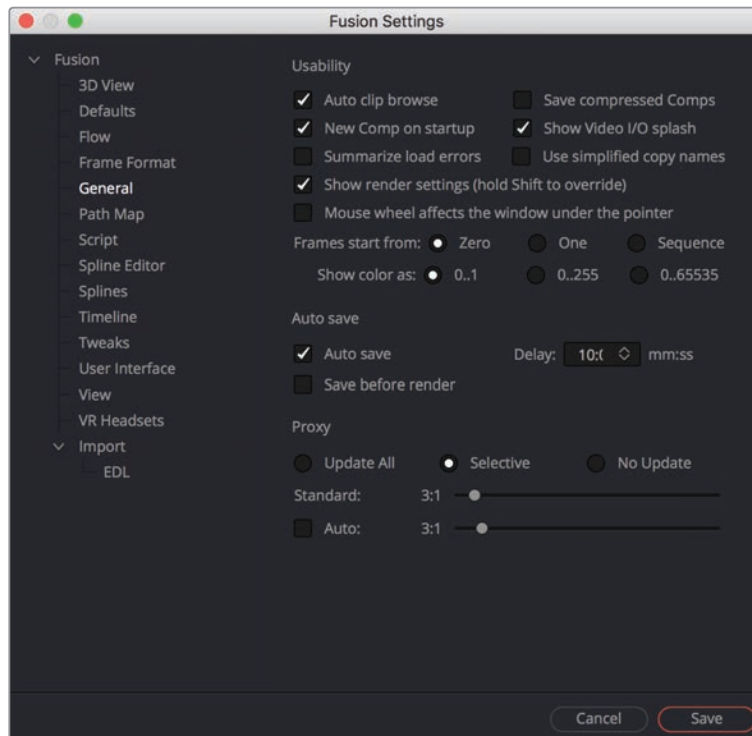 Fusion Settings
Fusion
3D View
Defaults
Flow
Frame Format
General
Path Map
Script
Spline Editor
Splines
Timeline
Tweaks
User Interface
View
VR Headsets
Import
EDL
Usability
Auto clip browse
Save compressed Comps
New Comp on startup
Show Video I/O splash
Summarize load errors
Use simplified copy names
Show render settings (hold Shift to override)
Mouse wheel affects the window under the pointer
Frames start from: Zero One Sequence
Show color as: 0..1 0..255 0..65535
Auto save
Auto save
Delay: 10:( mm:ss
Save before render
Proxy
Update All Selective No Update
Standard: 3:1
Auto: 3:1
Cancel Save